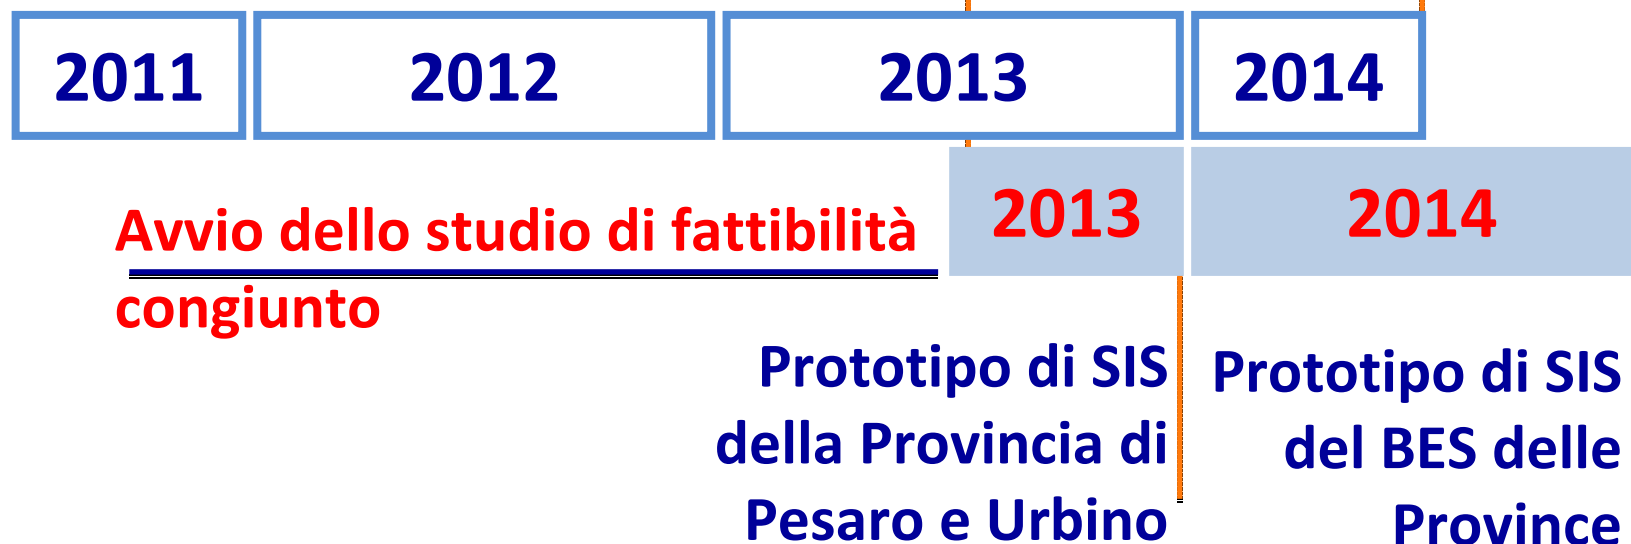 2011 2012 2013 2014
2013 2014
Avvio dello studio di fattibilità
congiunto
Prototipo di SIS
della Provincia di
Pesaro e Urbino
Prototipo di SIS
del BES delle
Province